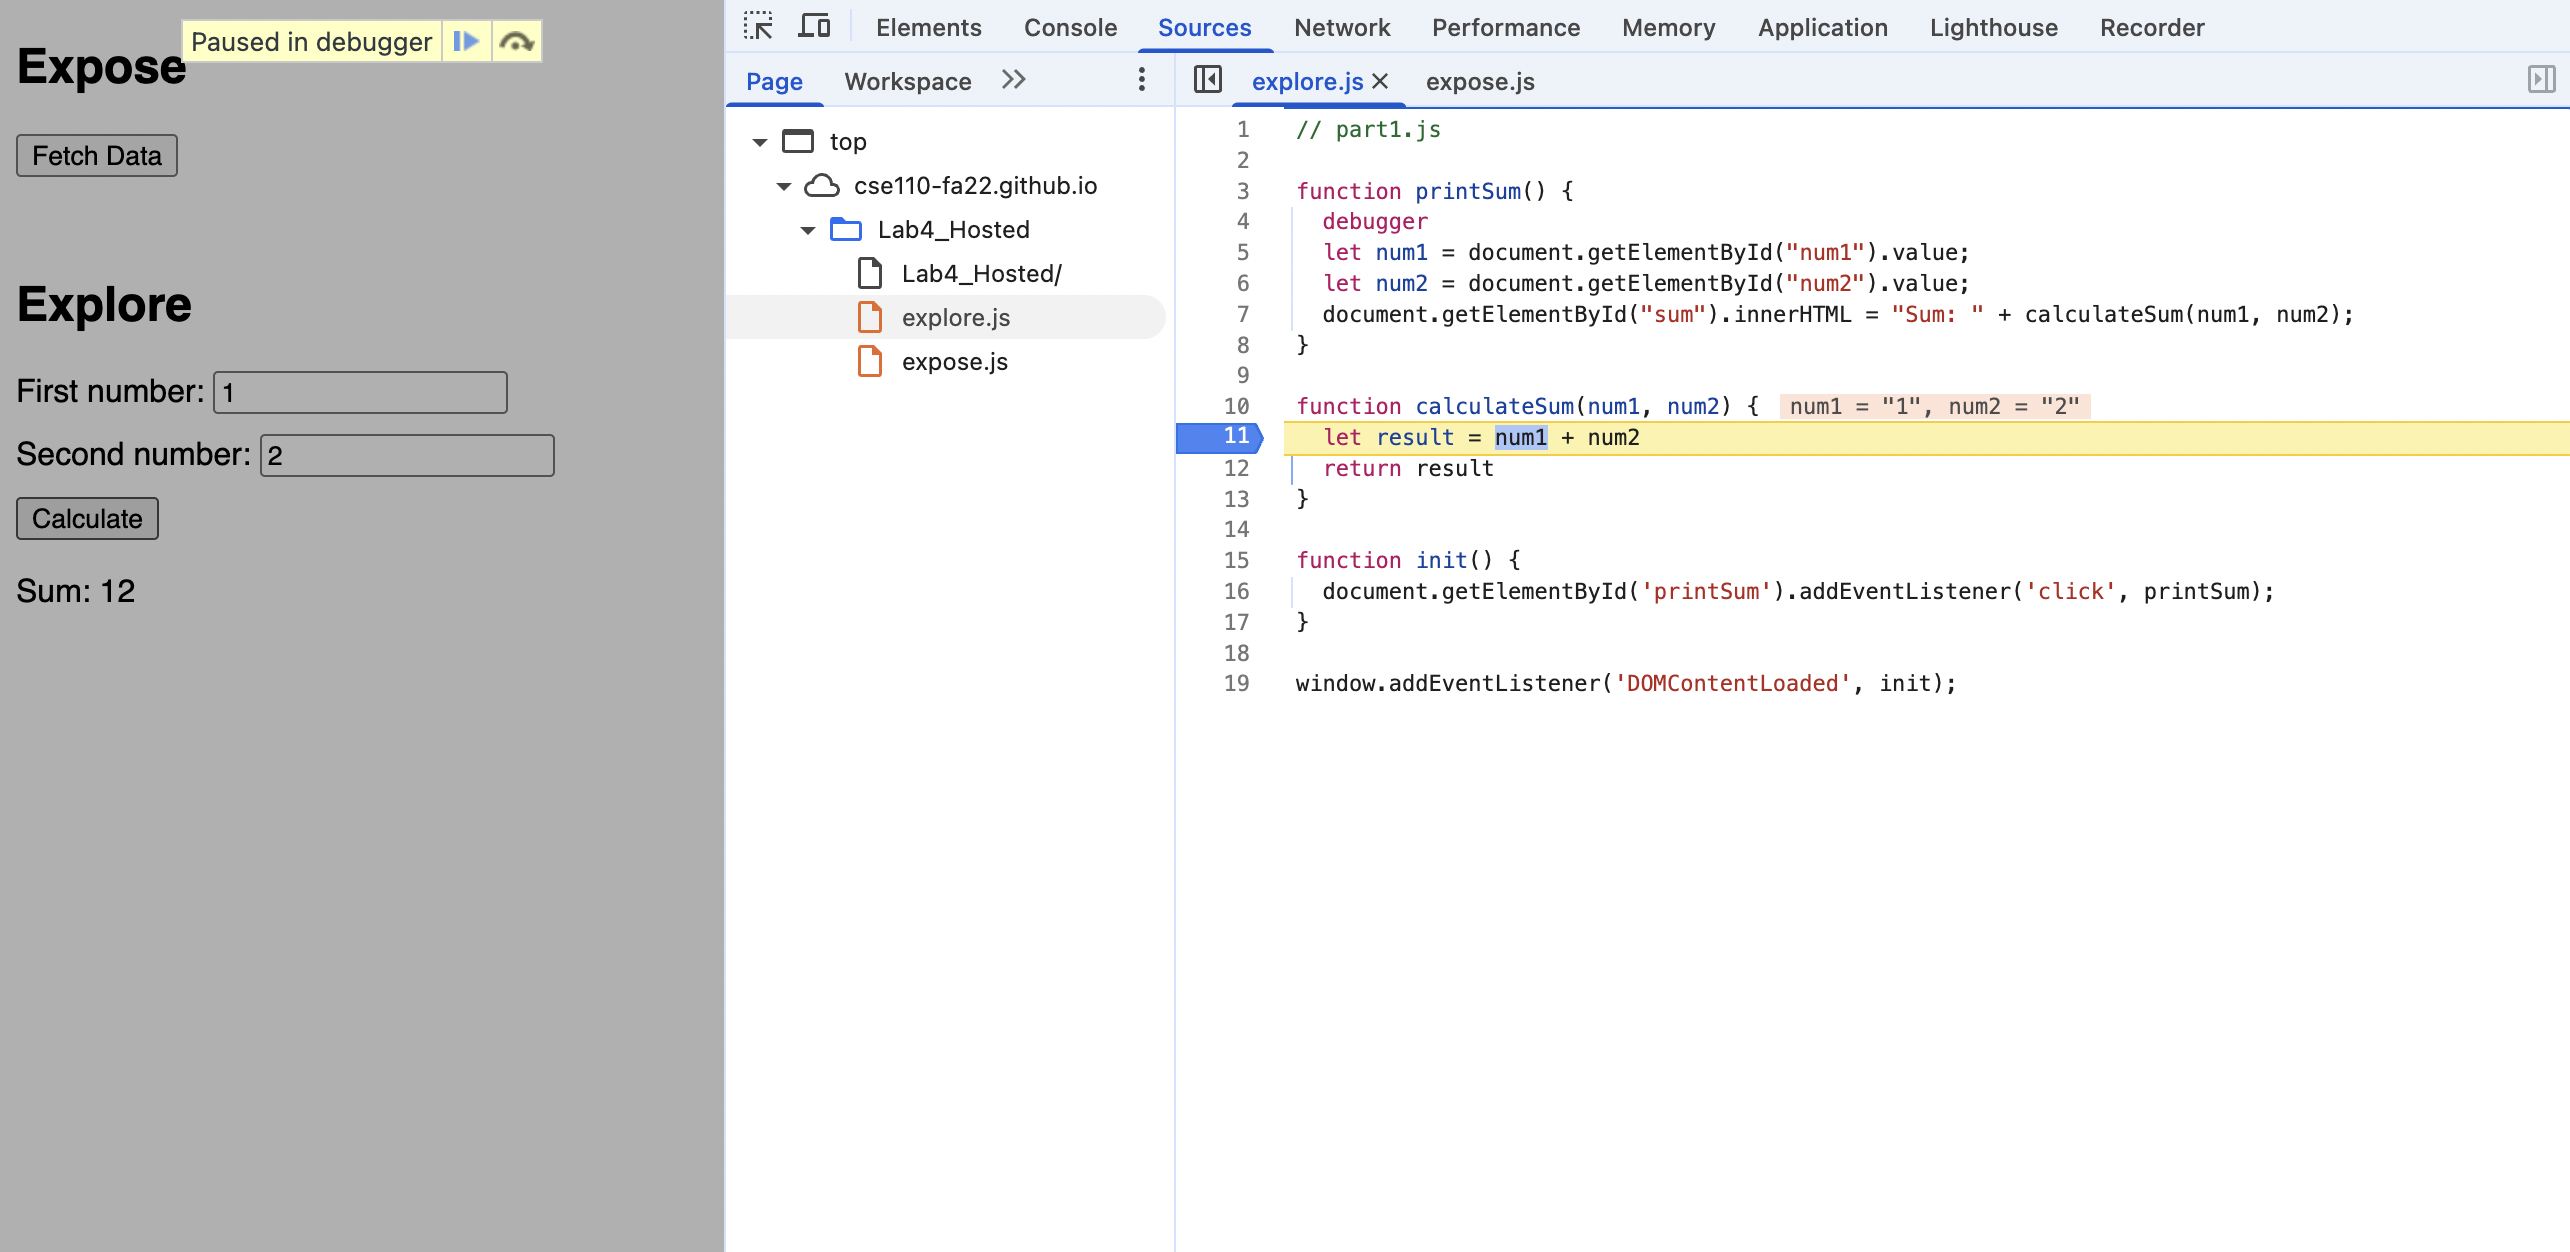 Paused in debugger
Expose
Fetch Data
Explore
First number: 1
Second number: 2
Calculate
Sum: 12
Elements Console Sources Network Performance Memory Application Lighthouse Recorder
Page Workspace
top
cse110-fa22.github.io
Lab4_Hosted
Lab4_Hosted/
explore.js
expose.js
explore.js expose.js
1 // part1.js
2
3 function printSum() {
4   debugger
5   let num1 = document.getElementById("num1").value;
6   let num2 = document.getElementById("num2").value;
7   document.getElementById("sum").innerHTML = "Sum: " + calculateSum(num1, num2);
8 }
9
10 function calculateSum(num1, num2) { num1 = "1", num2 = "2"
11   let result = num1 + num2
12   return result
13 }
14
15 function init() {
16   document.getElementById('printSum').addEventListener('click', printSum);
17 }
18
19 window.addEventListener('DOMContentLoaded', init);